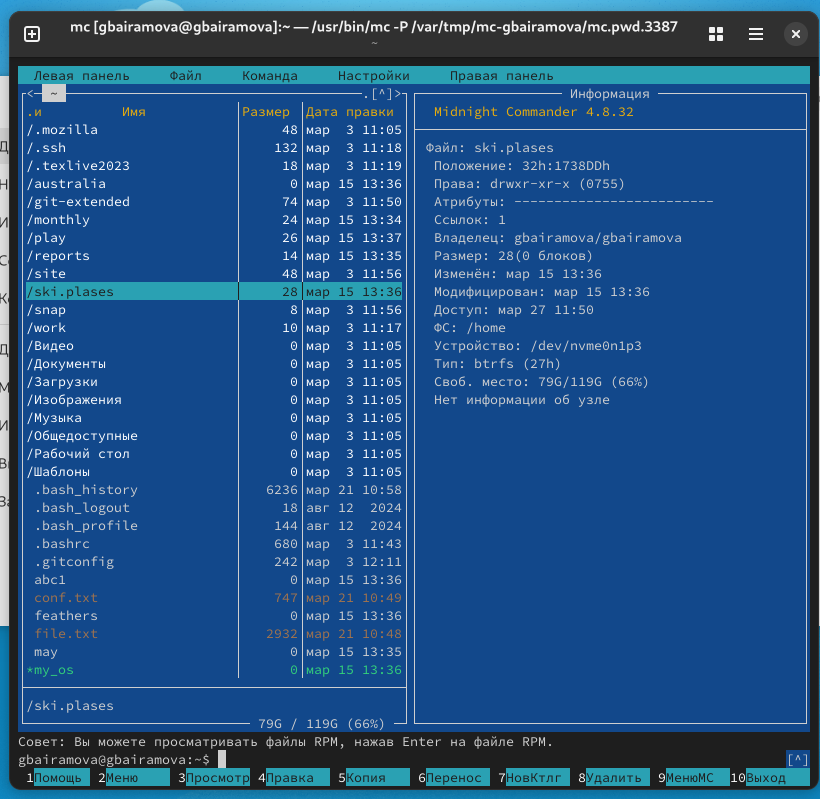 mc [gbairamova@gbairamova]:~ — /usr/bin/mc -P /var/tmp/mc-gbairamova/mc.pwd.3387
~
Левая панель Файл Команда Настройки Правая панель
<─ ~ .[^]>
.и Имя Размер Дата правки
/.mozilla 48 мар 3 11:05
/.ssh 132 мар 3 11:18
/.texlive2023 18 мар 3 11:19
/australia 0 мар 15 13:36
/git-extended 74 мар 3 11:50
/monthly 24 мар 15 13:34
/play 26 мар 15 13:37
/reports 14 мар 15 13:35
/site 48 мар 3 11:56
/ski.plases 28 мар 15 13:36
/snap 8 мар 3 11:56
/work 10 мар 3 11:17
/Видео 0 мар 3 11:05
/Документы 0 мар 3 11:05
/Загрузки 0 мар 3 11:05
/Изображения 0 мар 3 11:05
/Музыка 0 мар 3 11:05
/Общедоступные 0 мар 3 11:05
/Рабочий стол 0 мар 3 11:05
/Шаблоны 0 мар 3 11:05
.bash_history 6236 мар 21 10:58
.bash_logout 18 авг 12 2024
.bash_profile 144 авг 12 2024
.bashrc 680 мар 3 11:43
.gitconfig 242 мар 3 12:11
abc1 0 мар 15 13:36
conf.txt 747 мар 21 10:49
feathers 0 мар 15 13:36
file.txt 2932 мар 21 10:48
may 0 мар 15 13:35
*my_os 0 мар 15 13:36
/ski.plases
79G / 119G (66%)
Информация
Midnight Commander 4.8.32
Файл: ski.plases
Положение: 32h:1738DDh
Права: drwxr-xr-x (0755)
Атрибуты: -------------------------
Ссылок: 1
Владелец: gbairamova/gbairamova
Размер: 28(0 блоков)
Изменён: мар 15 13:36
Модифицирован: мар 15 13:36
Доступ: мар 27 11:50
ФС: /home
Устройство: /dev/nvme0n1p3
Тип: btrfs (27h)
Своб. место: 79G/119G (66%)
Нет информации об узле
Совет: Вы можете просматривать файлы RPM, нажав Enter на файле RPM.
gbairamova@gbairamova:~$ [^]
1Помощь 2Меню 3Просмотр 4Правка 5Копия 6Перенос 7НовКтлг 8Удалить 9МенюMC 10Выход